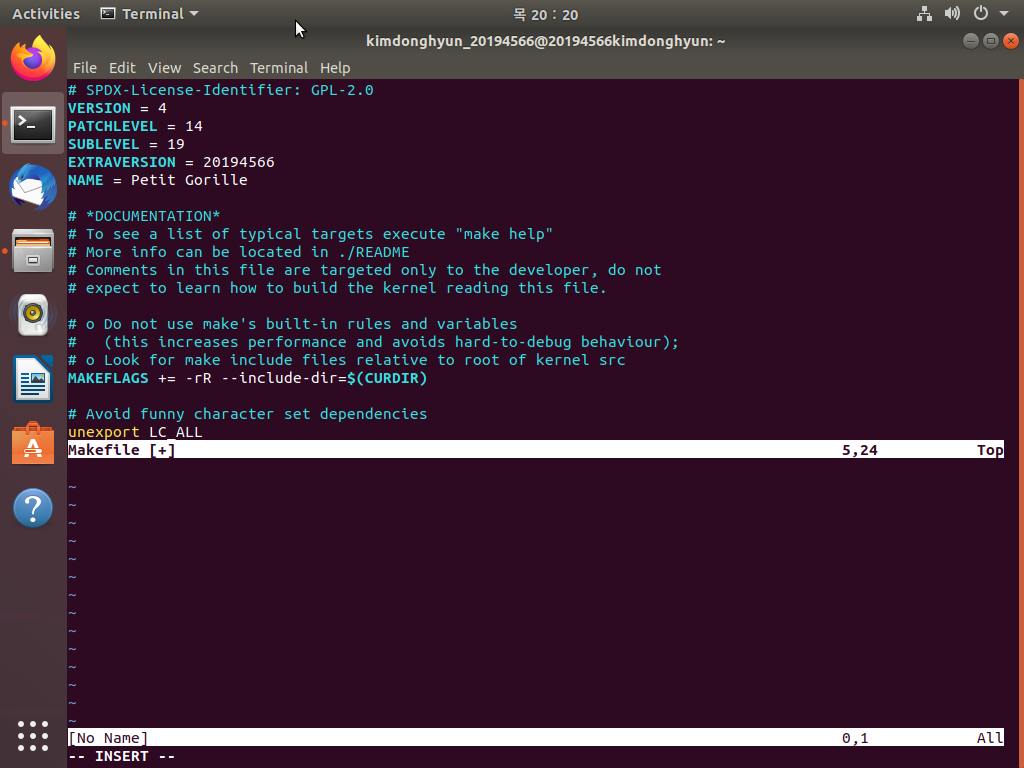 Activities Terminal 목 20 : 20
kimdonghyun_20194566@20194566kimdonghyun: ~
File Edit View Search Terminal Help
# SPDX-License-Identifier: GPL-2.0
VERSION = 4
PATCHLEVEL = 14
SUBLEVEL = 19
EXTRAVERSION = 20194566
NAME = Petit Gorille
# *DOCUMENTATION*
# To see a list of typical targets execute "make help"
# More info can be located in ./README
# Comments in this file are targeted only to the developer, do not
# expect to learn how to build the kernel reading this file.
# o Do not use make's built-in rules and variables
#   (this increases performance and avoids hard-to-debug behaviour);
# o Look for make include files relative to root of kernel src
MAKEFLAGS += -rR --include-dir=$(CURDIR)
# Avoid funny character set dependencies
unexport LC_ALL
Makefile [+] 5,24 Top
~
~
~
~
~
~
~
~
~
~
~
~
~
~
[No Name] 0,1 All
-- INSERT --